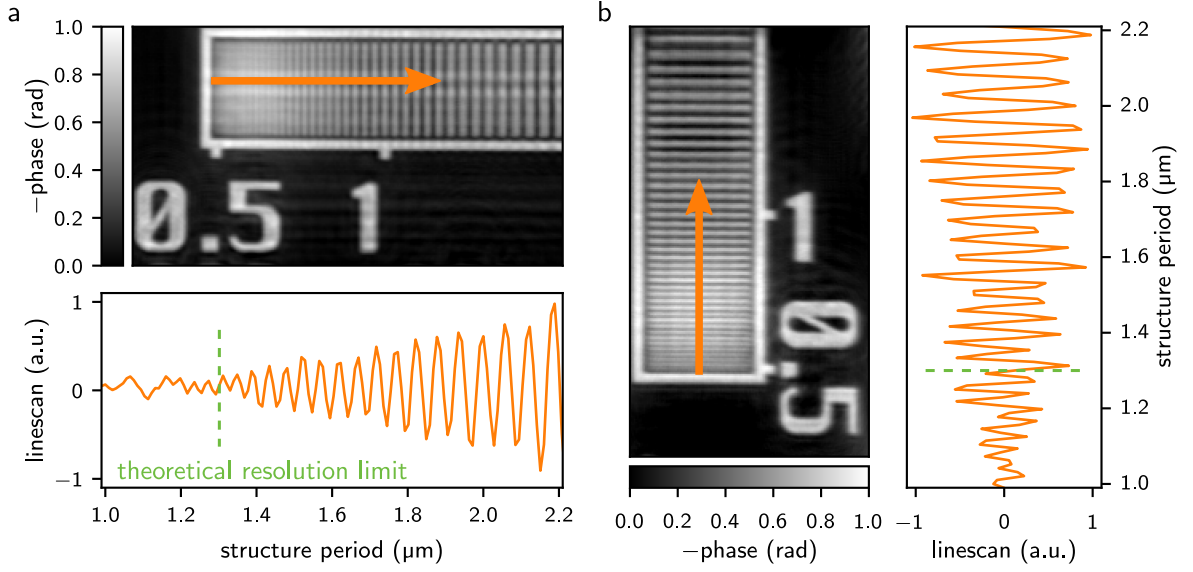 a
1.0
0.8
0.6
0.4
0.2
0.0
−phase (rad)
0.5 1
1
0
−1
linescan (a.u.)
theoretical resolution limit
1.0 1.2 1.4 1.6 1.8 2.0 2.2
structure period (µm)
b
1
0.5
0.0 0.2 0.4 0.6 0.8 1.0
−phase (rad)
2.2
2.0
1.8
1.6
1.4
1.2
1.0
structure period (µm)
−1 0 1
linescan (a.u.)